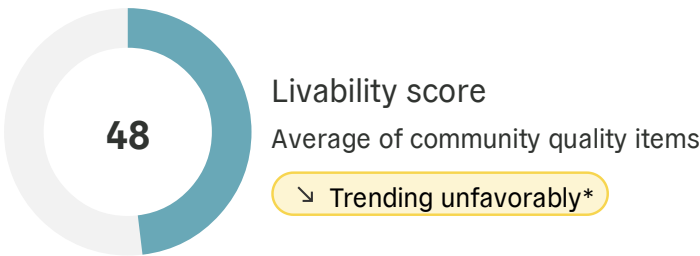 48
Livability score
Average of community quality items
↘ Trending unfavorably*